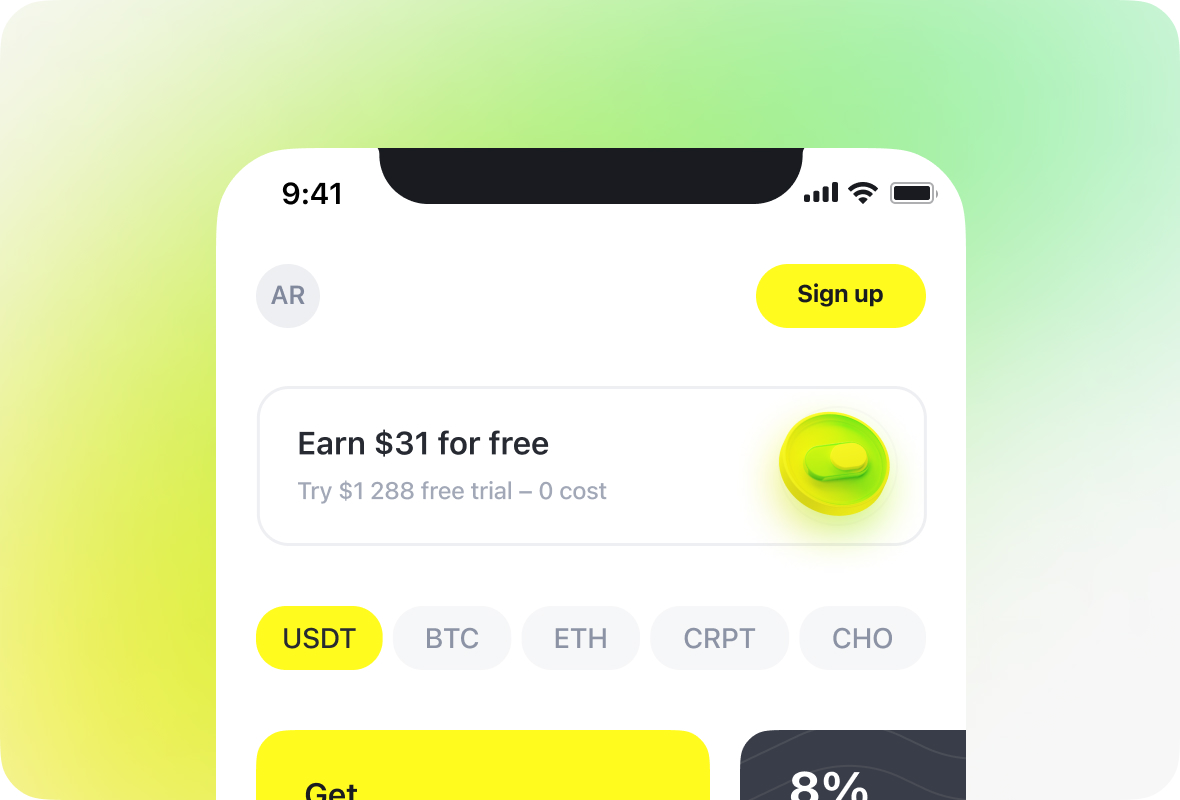 9:41
AR
Sign up
Earn $31 for free
Try $1 288 free trial – 0 cost
USDT BTC ETH CRPT CHO
Get
8%